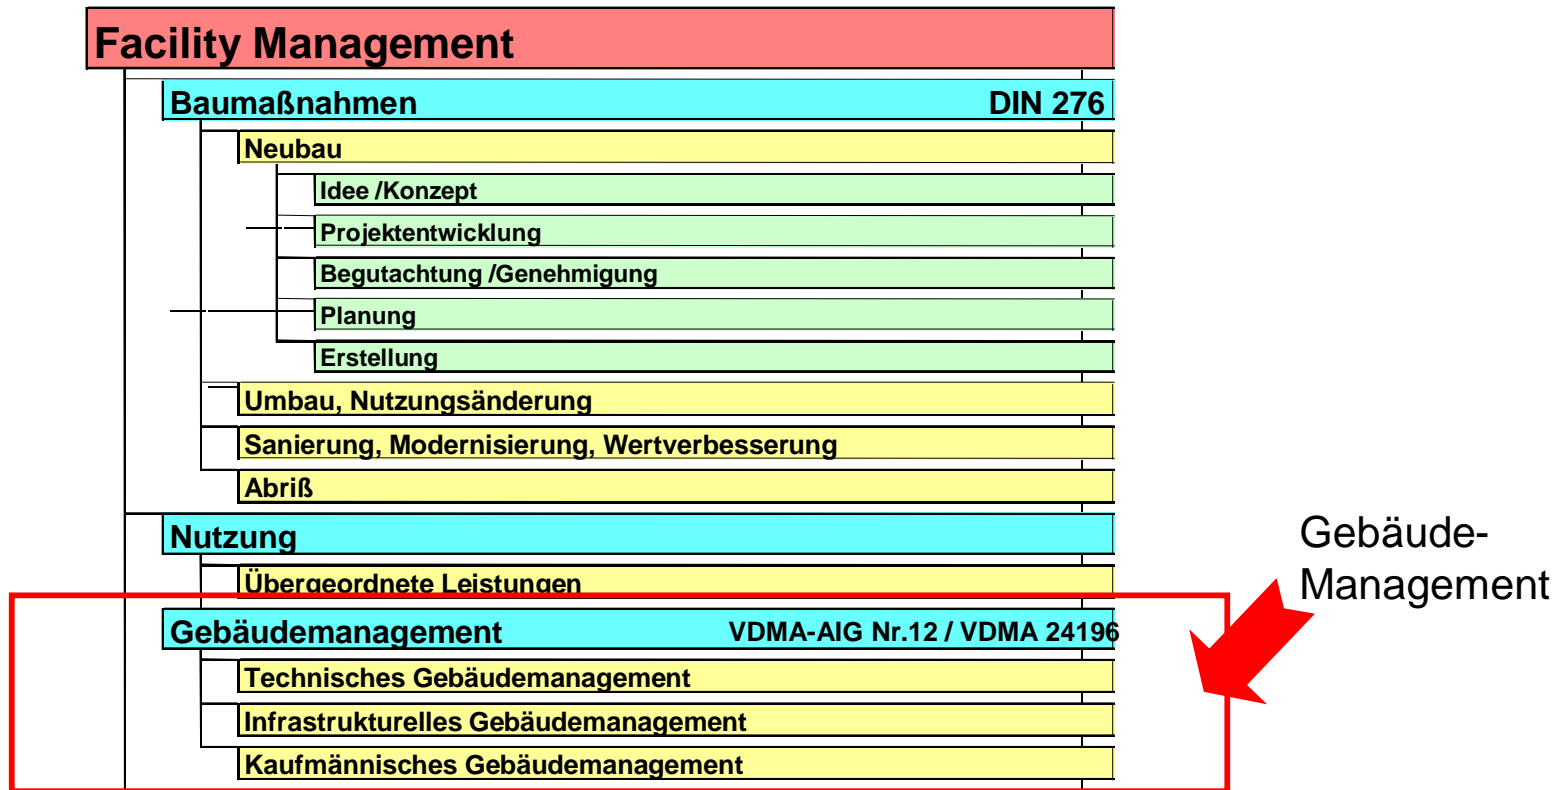 Facility Management
Baumaßnahmen DIN 276
Neubau
Idee /Konzept
Projektentwicklung
Begutachtung /Genehmigung
Planung
Erstellung
Umbau, Nutzungsänderung
Sanierung, Modernisierung, Wertverbesserung
Abriß
Nutzung
Übergeordnete Leistungen
Gebäudemanagement VDMA-AIG Nr.12 / VDMA 24196
Technisches Gebäudemanagement
Infrastrukturelles Gebäudemanagement
Kaufmännisches Gebäudemanagement
Gebäude-
Management